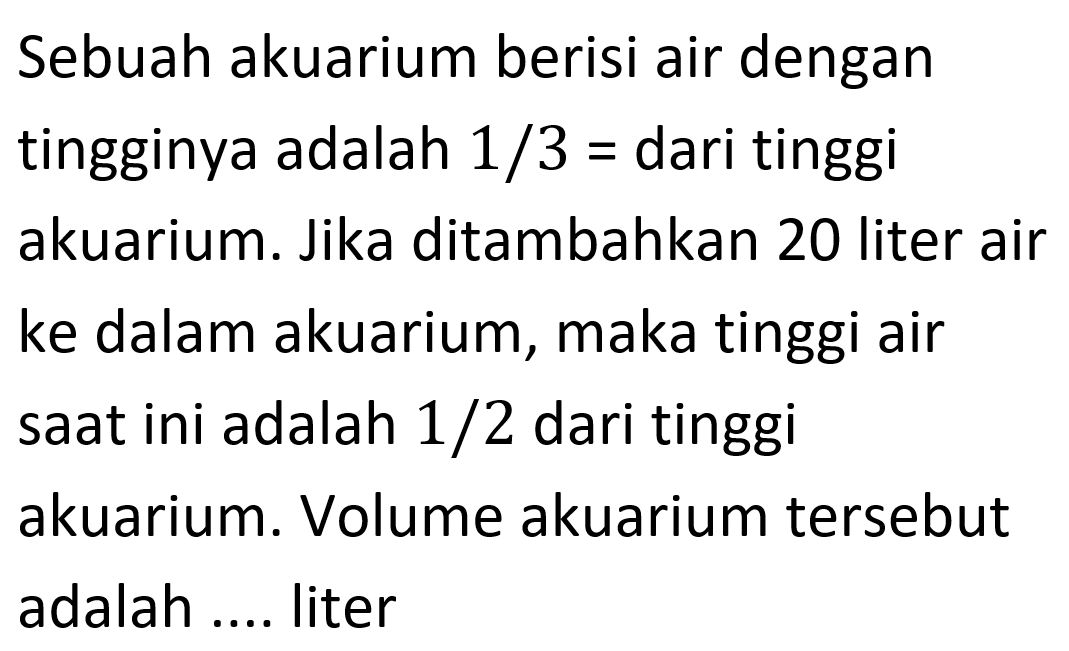 Sebuah akuarium berisi air dengan
tingginya adalah 1/3 = dari tinggi
akuarium. Jika ditambahkan 20 liter air
ke dalam akuarium, maka tinggi air
saat ini adalah 1/2 dari tinggi
akuarium. Volume akuarium tersebut
adalah .... liter